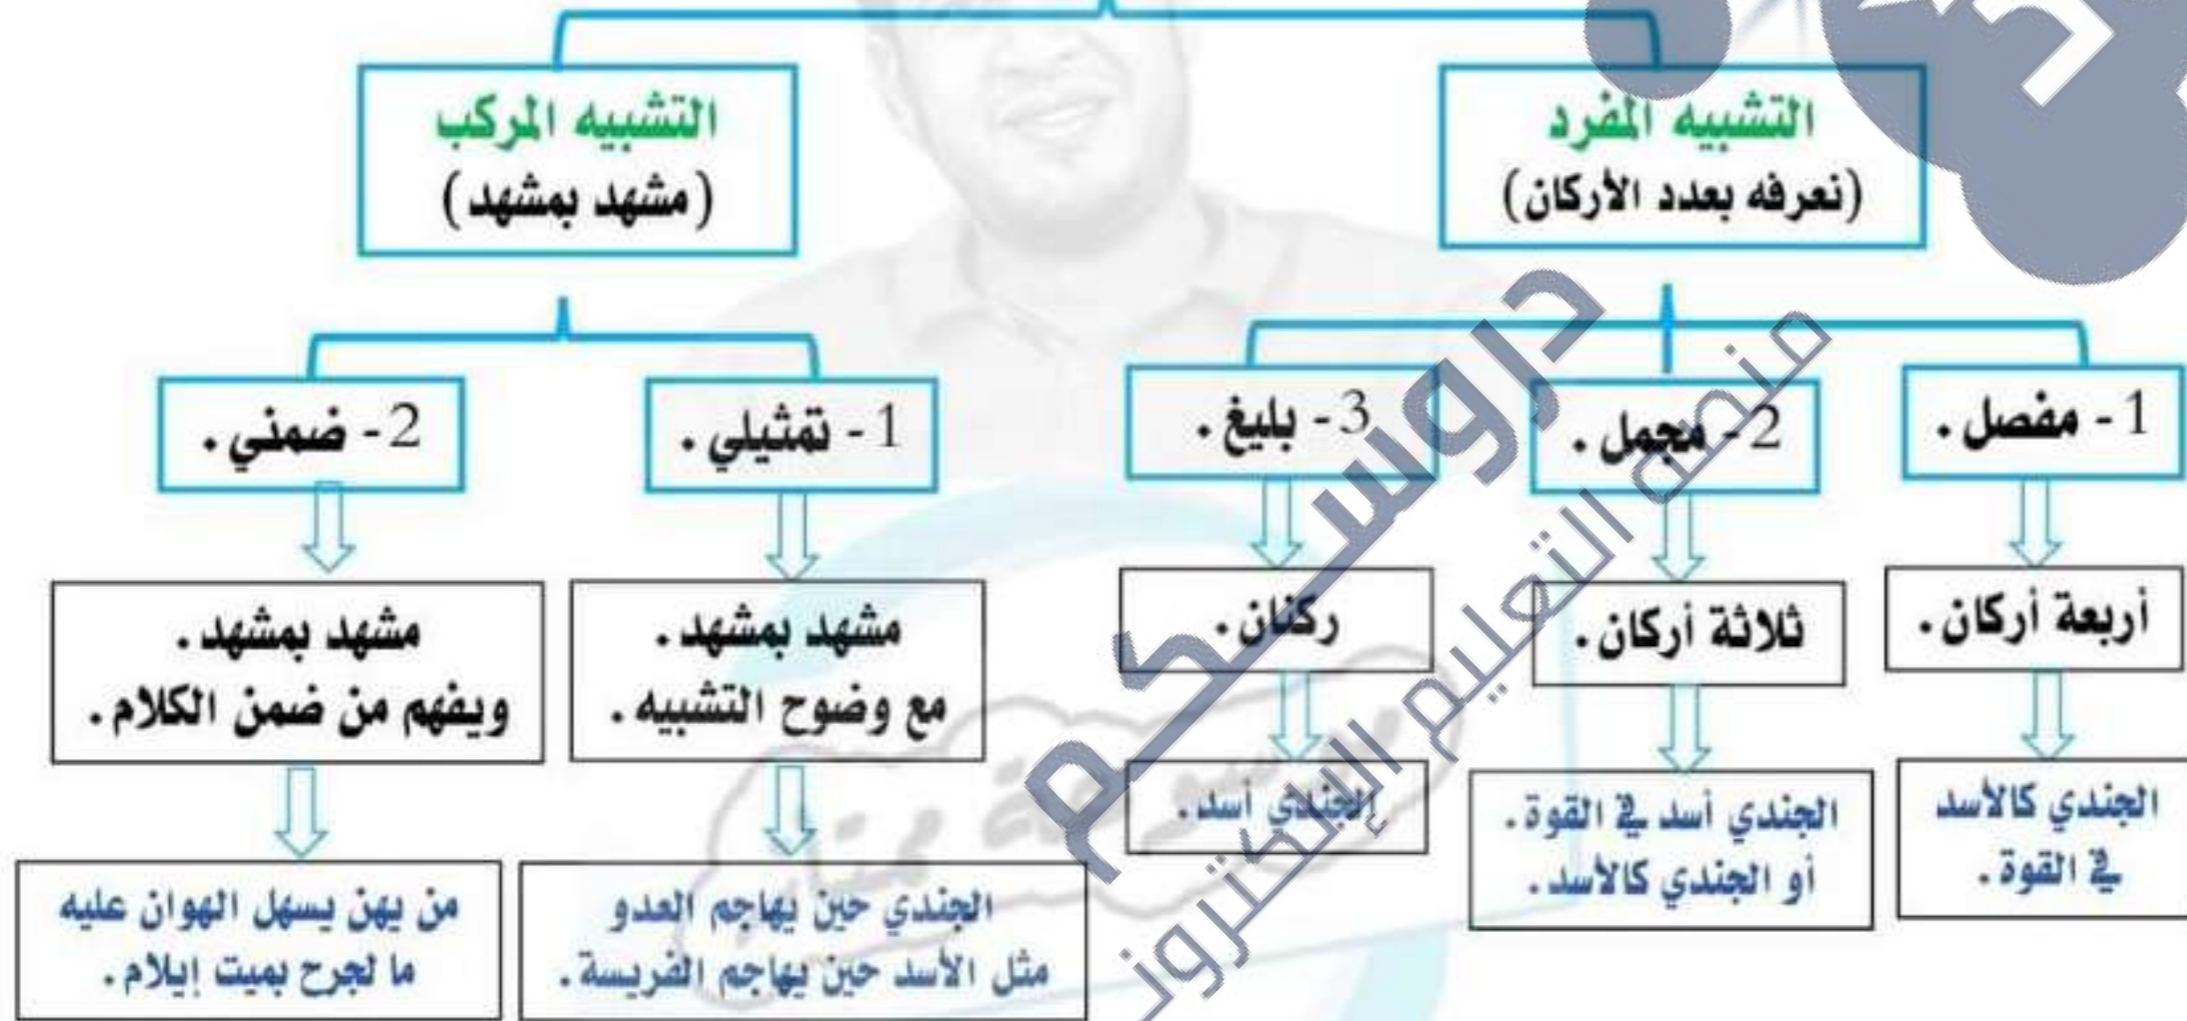 التشبيه المفرد
(نعرفه بعدد الأركان)
التشبيه المركب
(مشهد بمشهد)
1- مفصل.
2- مجمل.
3- بليغ.
1- تمثيلي.
2- ضمني.
أربعة أركان.
ثلاثة أركان.
ركنان.
مشهد بمشهد.
مع وضوح التشبيه.
مشهد بمشهد.
ويفهم من ضمن الكلام.
الجندي كالأسد
في القوة.
الجندي أسد في القوة.
أو الجندي كالأسد.
الجندي أسد.
الجندي حين يهاجم العدو
مثل الأسد حين يهاجم الفريسة.
من يهن يسهل الهوان عليه
ما لجرح بميت إيلام.
دروسكم
منصة التعليم